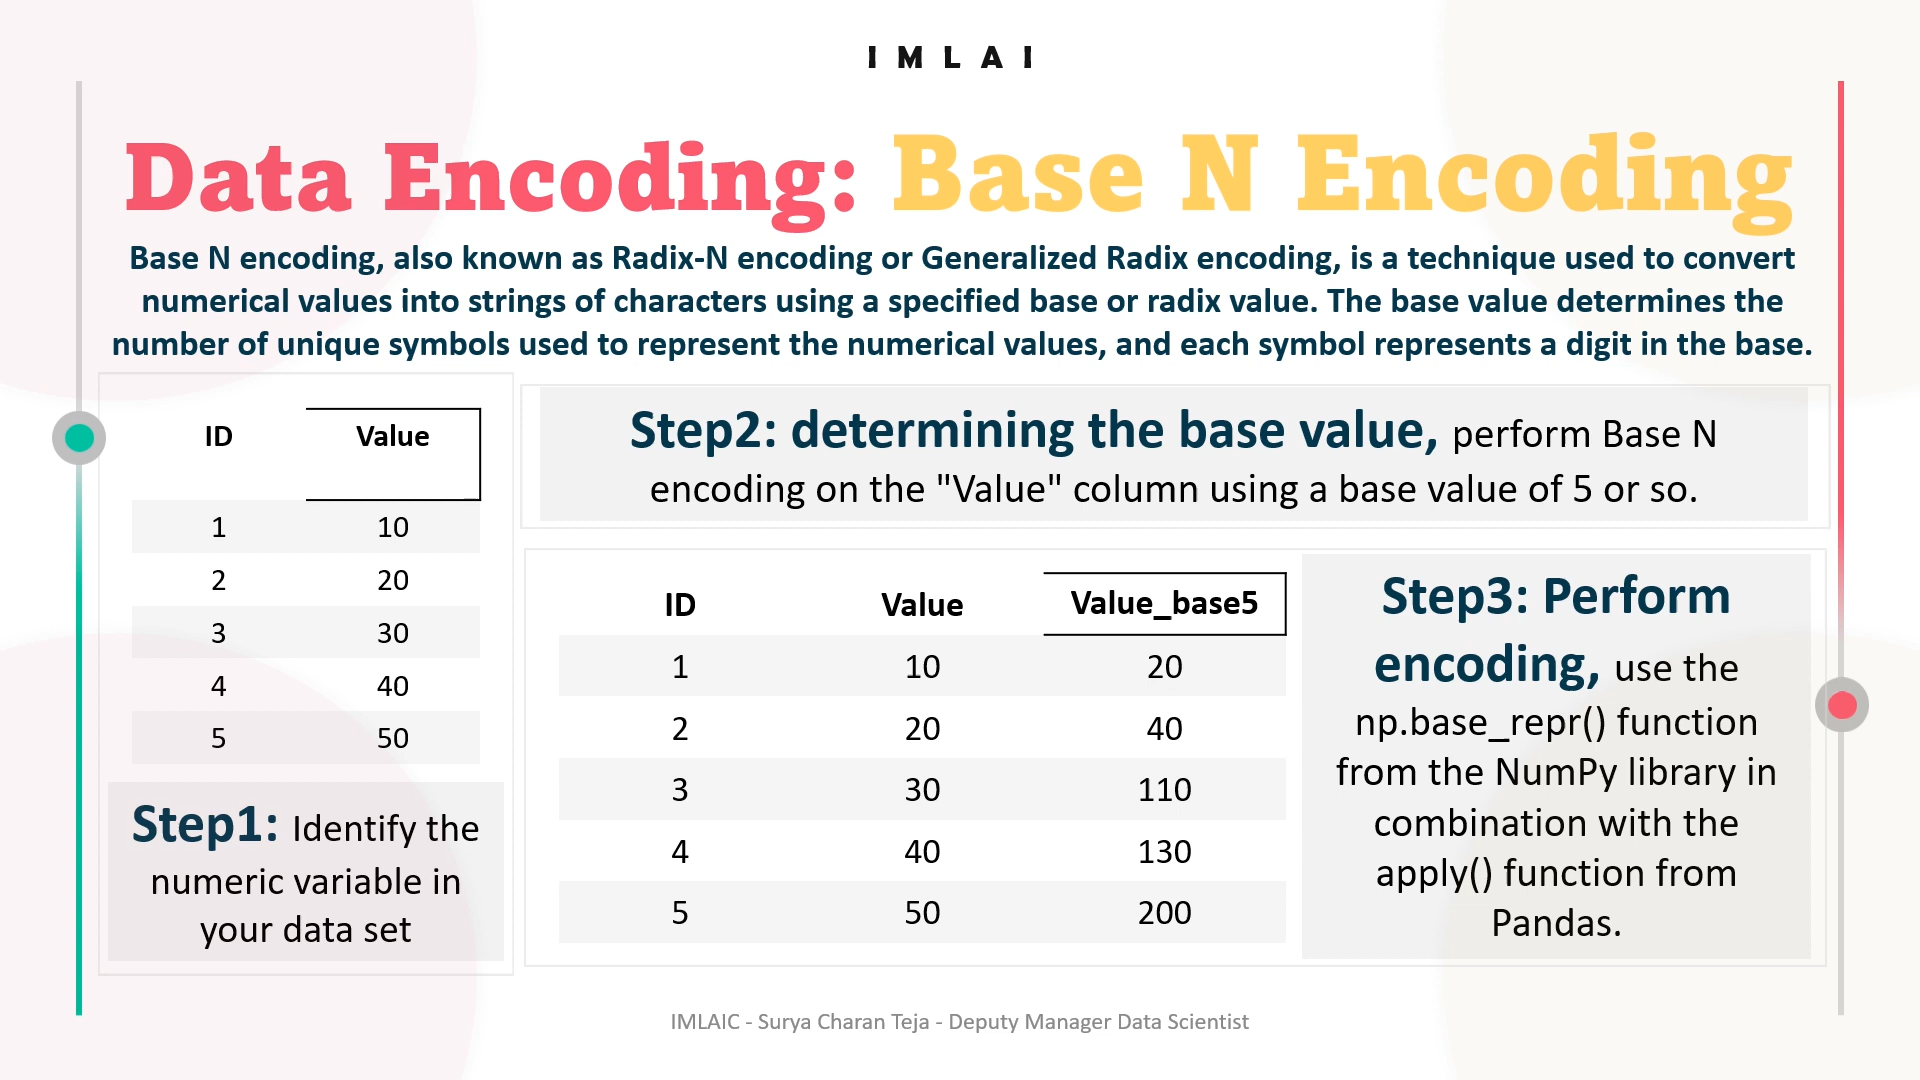 IMLAI
Data Encoding: Base N Encoding
Base N encoding, also known as Radix-N encoding or Generalized Radix encoding, is a technique used to convert
numerical values into strings of characters using a specified base or radix value. The base value determines the
number of unique symbols used to represent the numerical values, and each symbol represents a digit in the base.
ID Value
1 10
2 20
3 30
4 40
5 50
Step1: Identify the
numeric variable in
your data set
Step2: determining the base value, perform Base N
encoding on the "Value" column using a base value of 5 or so.
ID Value Value_base5
1 10 20
2 20 40
3 30 110
4 40 130
5 50 200
Step3: Perform
encoding, use the
np.base_repr() function
from the NumPy library in
combination with the
apply() function from
Pandas.
IMLAIC - Surya Charan Teja - Deputy Manager Data Scientist